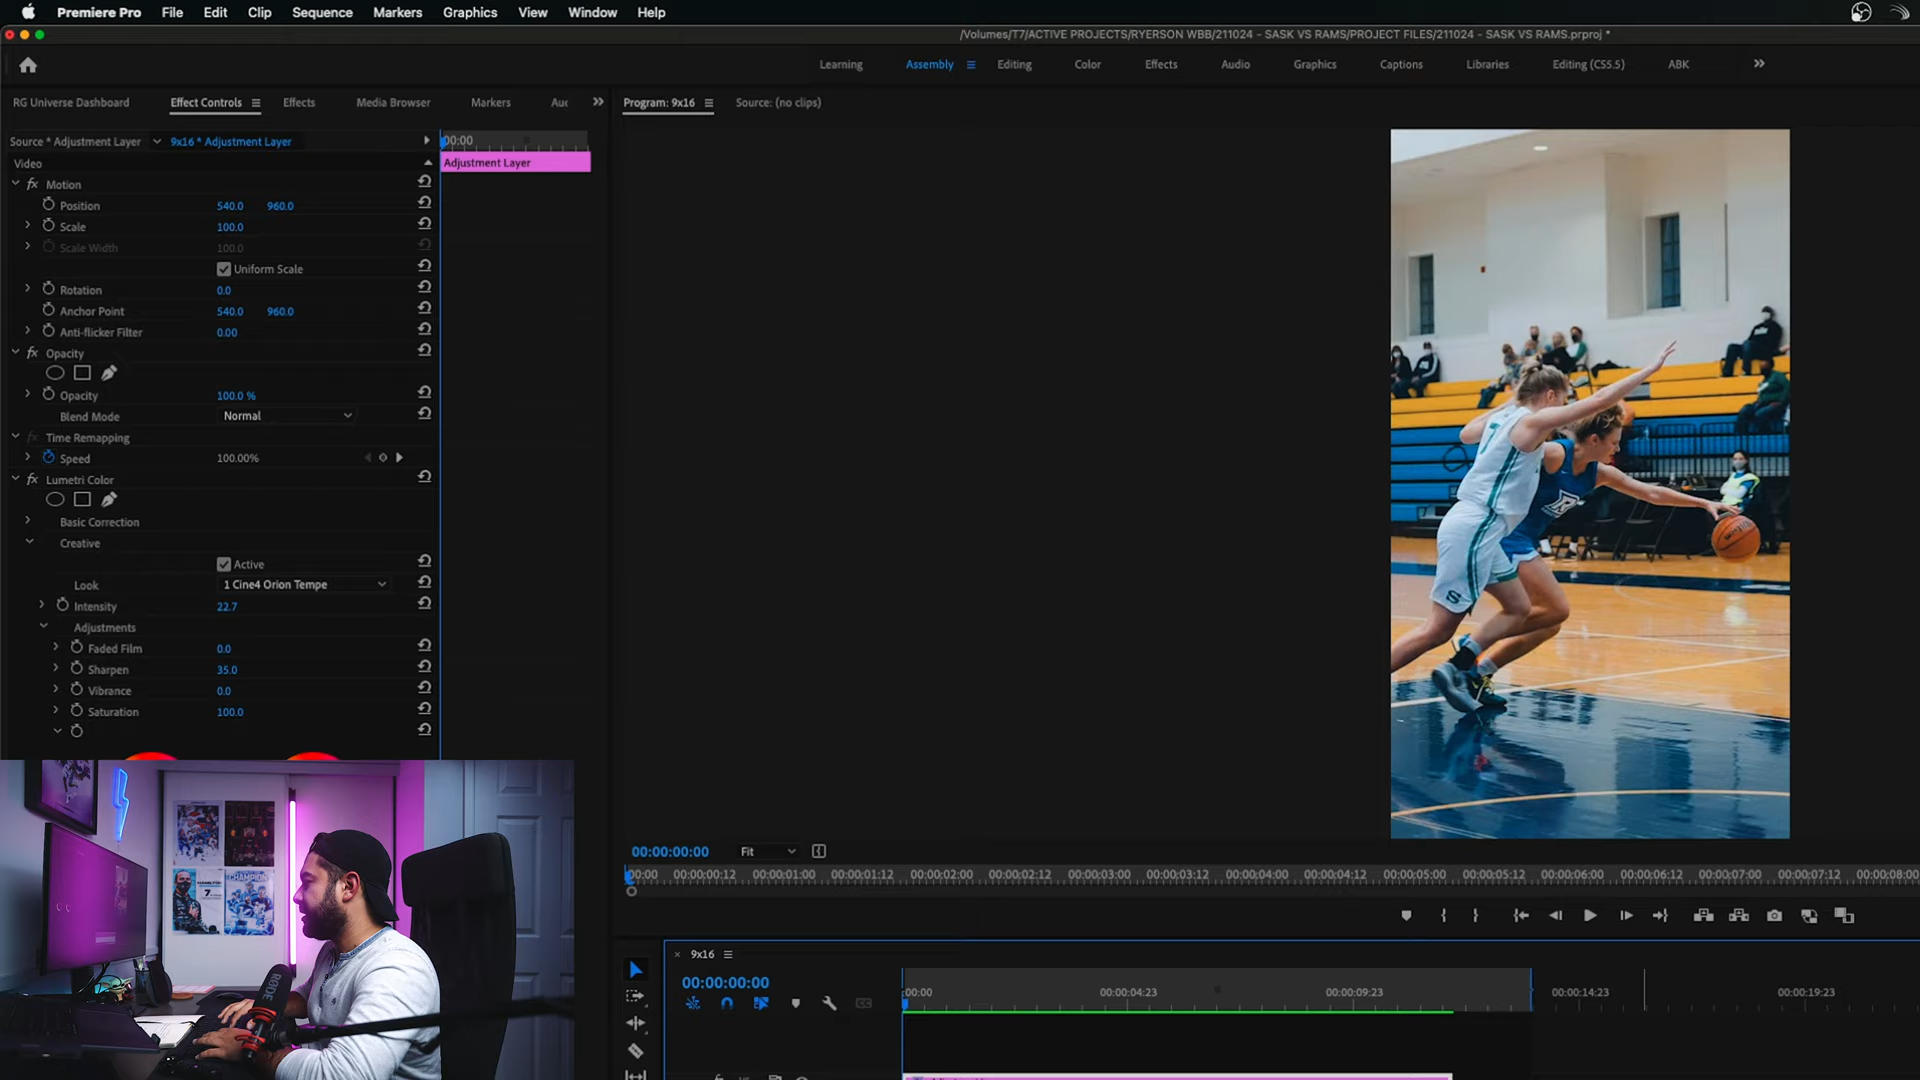 Premiere Pro File Edit Clip Sequence Markers Graphics View Window Help
/Volumes/T7/ACTIVE PROJECTS/RYERSON WBB/211024 - SASK VS RAMS/PROJECT FILES/211024 - SASK VS RAMS.prproj *
Learning Assembly Editing Color Effects Audio Graphics Captions Libraries Editing (CS5.5) ABK
RG Universe Dashboard Effect Controls Effects Media Browser Markers Auc
Program: 9x16 Source: (no clips)
Source * Adjustment Layer 9x16 * Adjustment Layer
00:00
Video
Adjustment Layer
fx Motion
Position 540.0 960.0
Scale 100.0
Scale Width 100.0
Uniform Scale
Rotation 0.0
Anchor Point 540.0 960.0
Anti-flicker Filter 0.00
fx Opacity
Opacity 100.0 %
Blend Mode Normal
fx Time Remapping
Speed 100.00%
fx Lumetri Color
Basic Correction
Creative
Active
Look 1 Cine4 Orion Tempe
Intensity 22.7
Adjustments
Faded Film 0.0
Sharpen 35.0
Vibrance 0.0
Saturation 100.0
R
S
CHAMPION
7
RØDE
00:00:00:00 Fit
00:00 00:00:00:12 00:00:01:00 00:00:01:12 00:00:02:00 00:00:02:12 00:00:03:00 00:00:03:12 00:00:04:00 00:00:04:12 00:00:05:00 00:00:05:12 00:00:06:00 00:00:06:12 00:00:07:00 00:00:07:12 00:00:08:00
9x16
00:00:00:00
:00:00 00:00:04:23 00:00:09:23 00:00:14:23 00:00:19:23